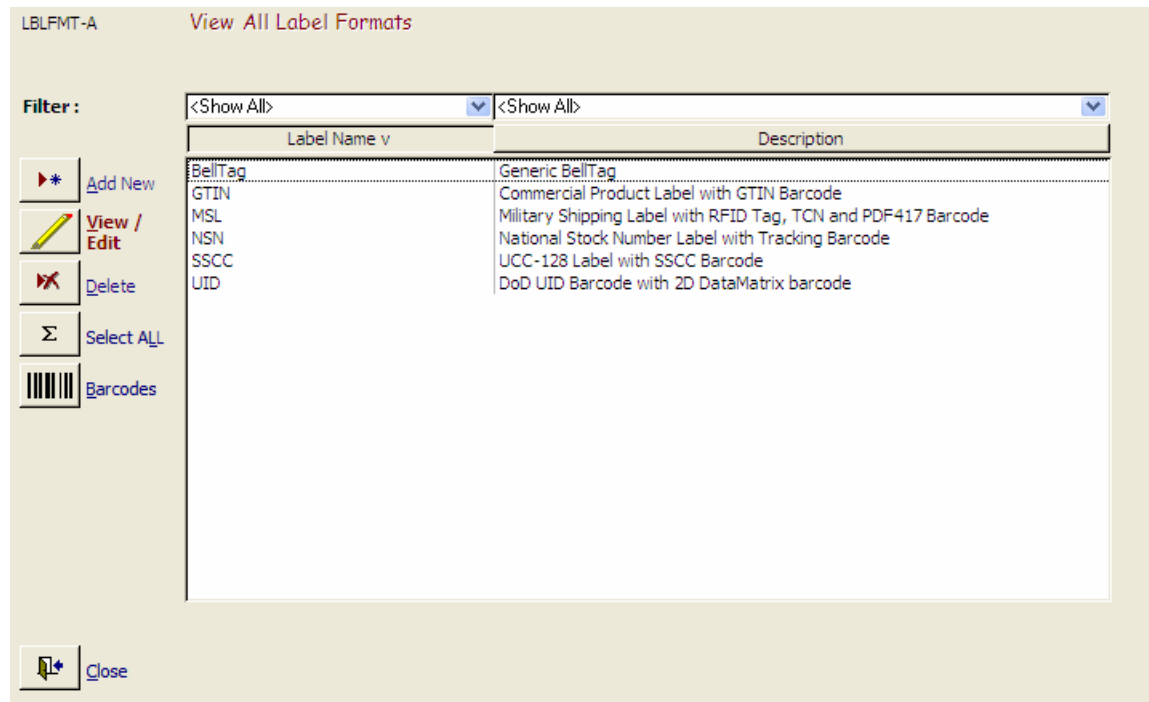 LBLFMT-A View All Label Formats
Filter : <Show All> <Show All>
Label Name v Description
BellTag Generic BellTag
GTIN Commercial Product Label with GTIN Barcode
MSL Military Shipping Label with RFID Tag, TCN and PDF417 Barcode
NSN National Stock Number Label with Tracking Barcode
SSCC UCC-128 Label with SSCC Barcode
UID DoD UID Barcode with 2D DataMatrix barcode
Add New
View /
Edit
Delete
Σ Select ALL
Barcodes
Close